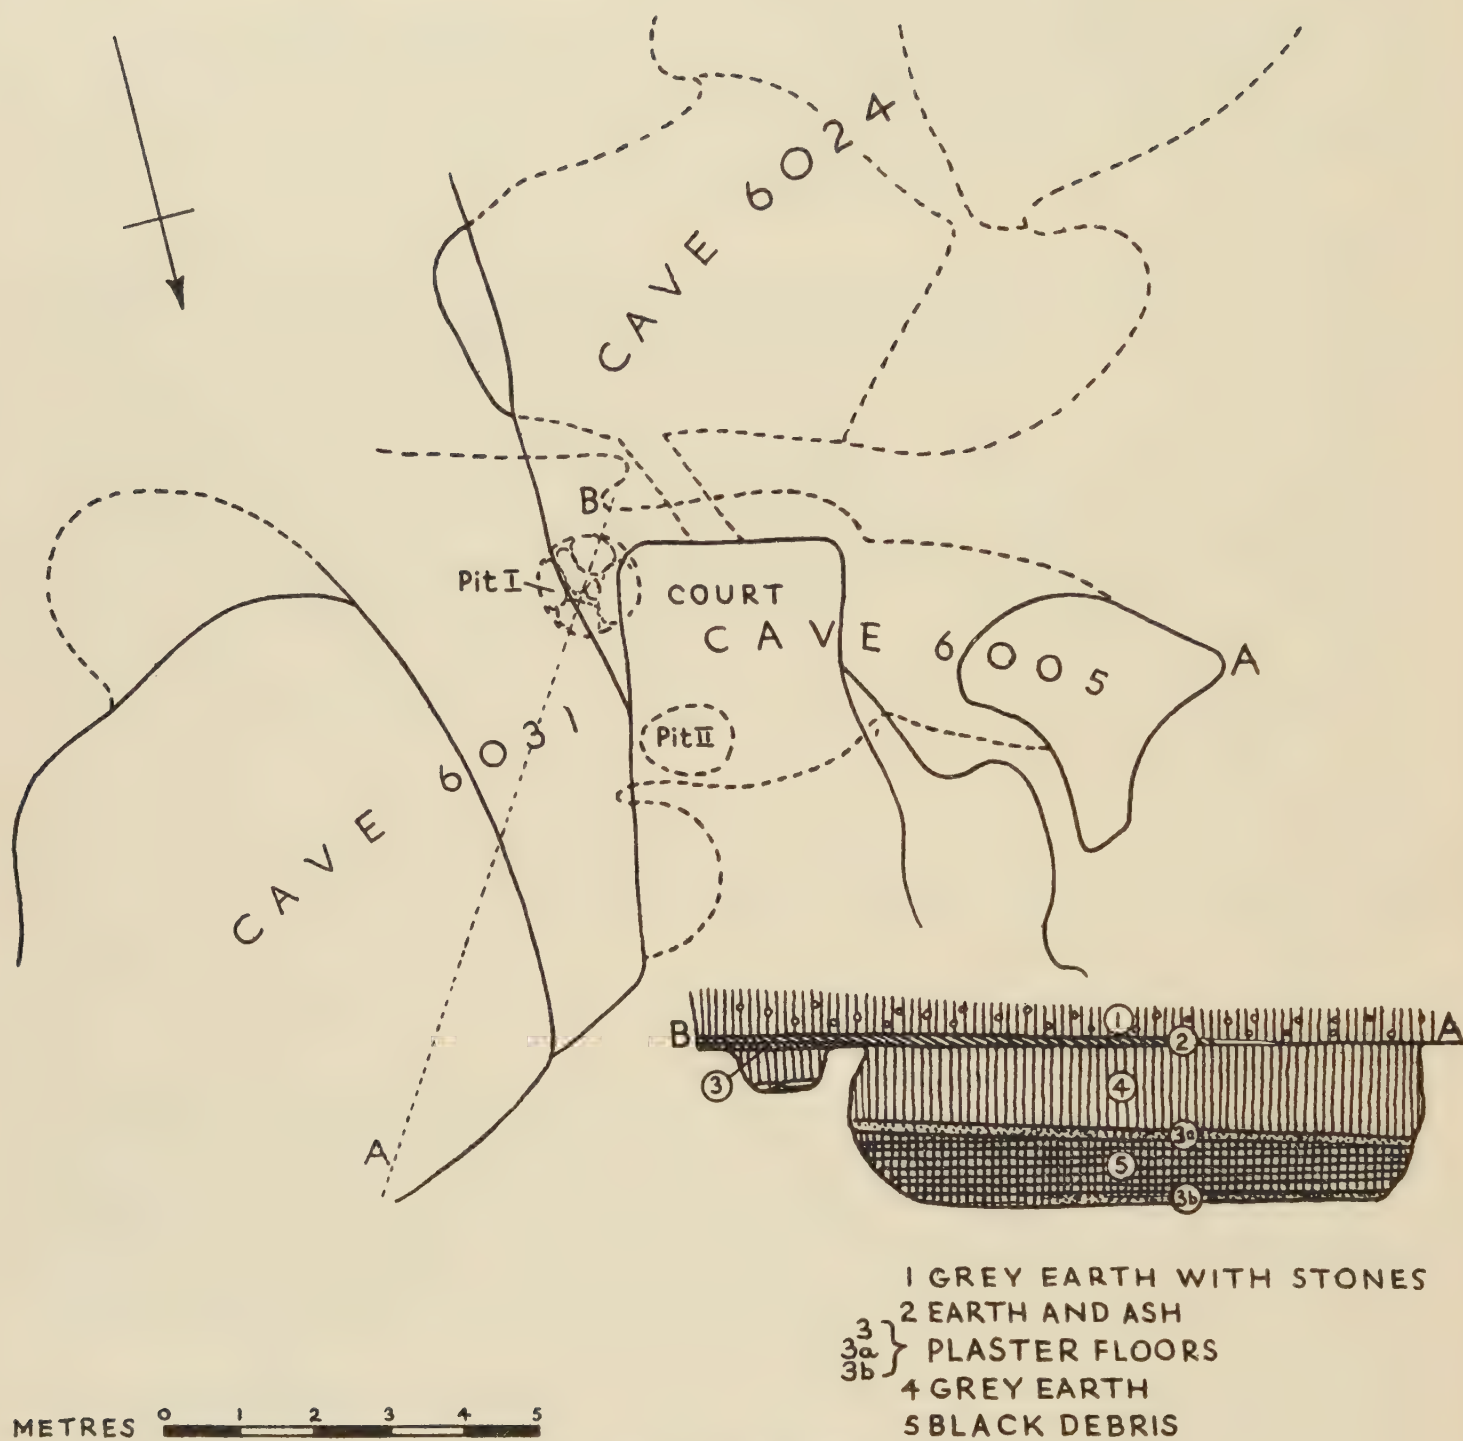 CAVE 6024
B
Pit I
COURT
CAVE 6005
A
Pit II
CAVE 6031
A
B
A
1
2
3
4
3a
5
3b
1 GREY EARTH WITH STONES
2 EARTH AND ASH
3
3a } PLASTER FLOORS
3b
4 GREY EARTH
5 BLACK DEBRIS
METRES 0 1 2 3 4 5